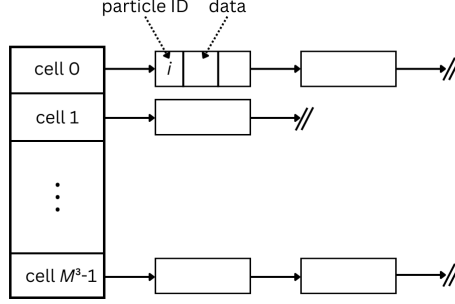 particle ID data
cell 0
i
cell 1
⋮
cell M³-1